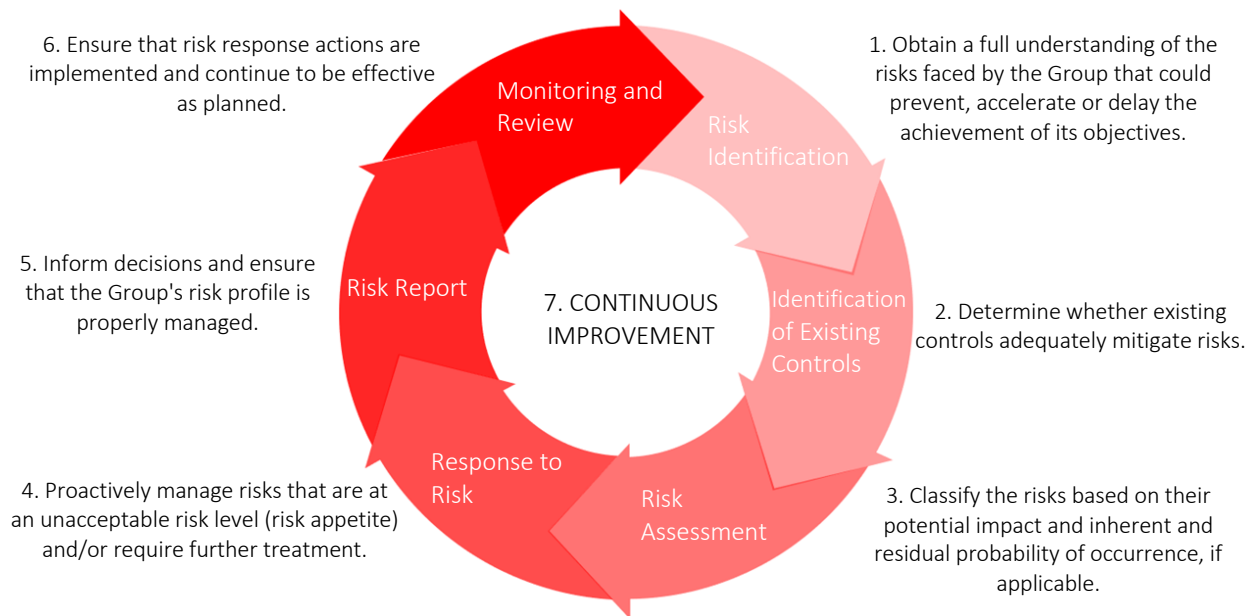 6. Ensure that risk response actions are
implemented and continue to be effective
as planned.
1. Obtain a full understanding of the
risks faced by the Group that could
prevent, accelerate or delay the
achievement of its objectives.
Monitoring and
Review
Risk
Identification
5. Inform decisions and ensure
that the Group's risk profile is
properly managed.
Risk Report
7. CONTINUOUS
IMPROVEMENT
Identification
of Existing
Controls
2. Determine whether existing
controls adequately mitigate risks.
4. Proactively manage risks that are at
an unacceptable risk level (risk appetite)
and/or require further treatment.
Response to
Risk
Risk
Assessment
3. Classify the risks based on their
potential impact and inherent and
residual probability of occurrence, if
applicable.